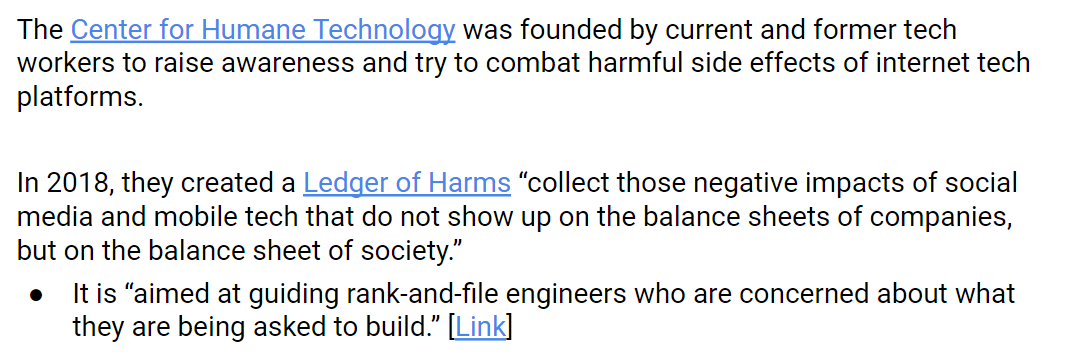 The Center for Humane Technology was founded by current and former tech
workers to raise awareness and try to combat harmful side effects of internet tech
platforms.
In 2018, they created a Ledger of Harms “collect those negative impacts of social
media and mobile tech that do not show up on the balance sheets of companies,
but on the balance sheet of society.”
● It is “aimed at guiding rank-and-file engineers who are concerned about what
they are being asked to build.” [Link]